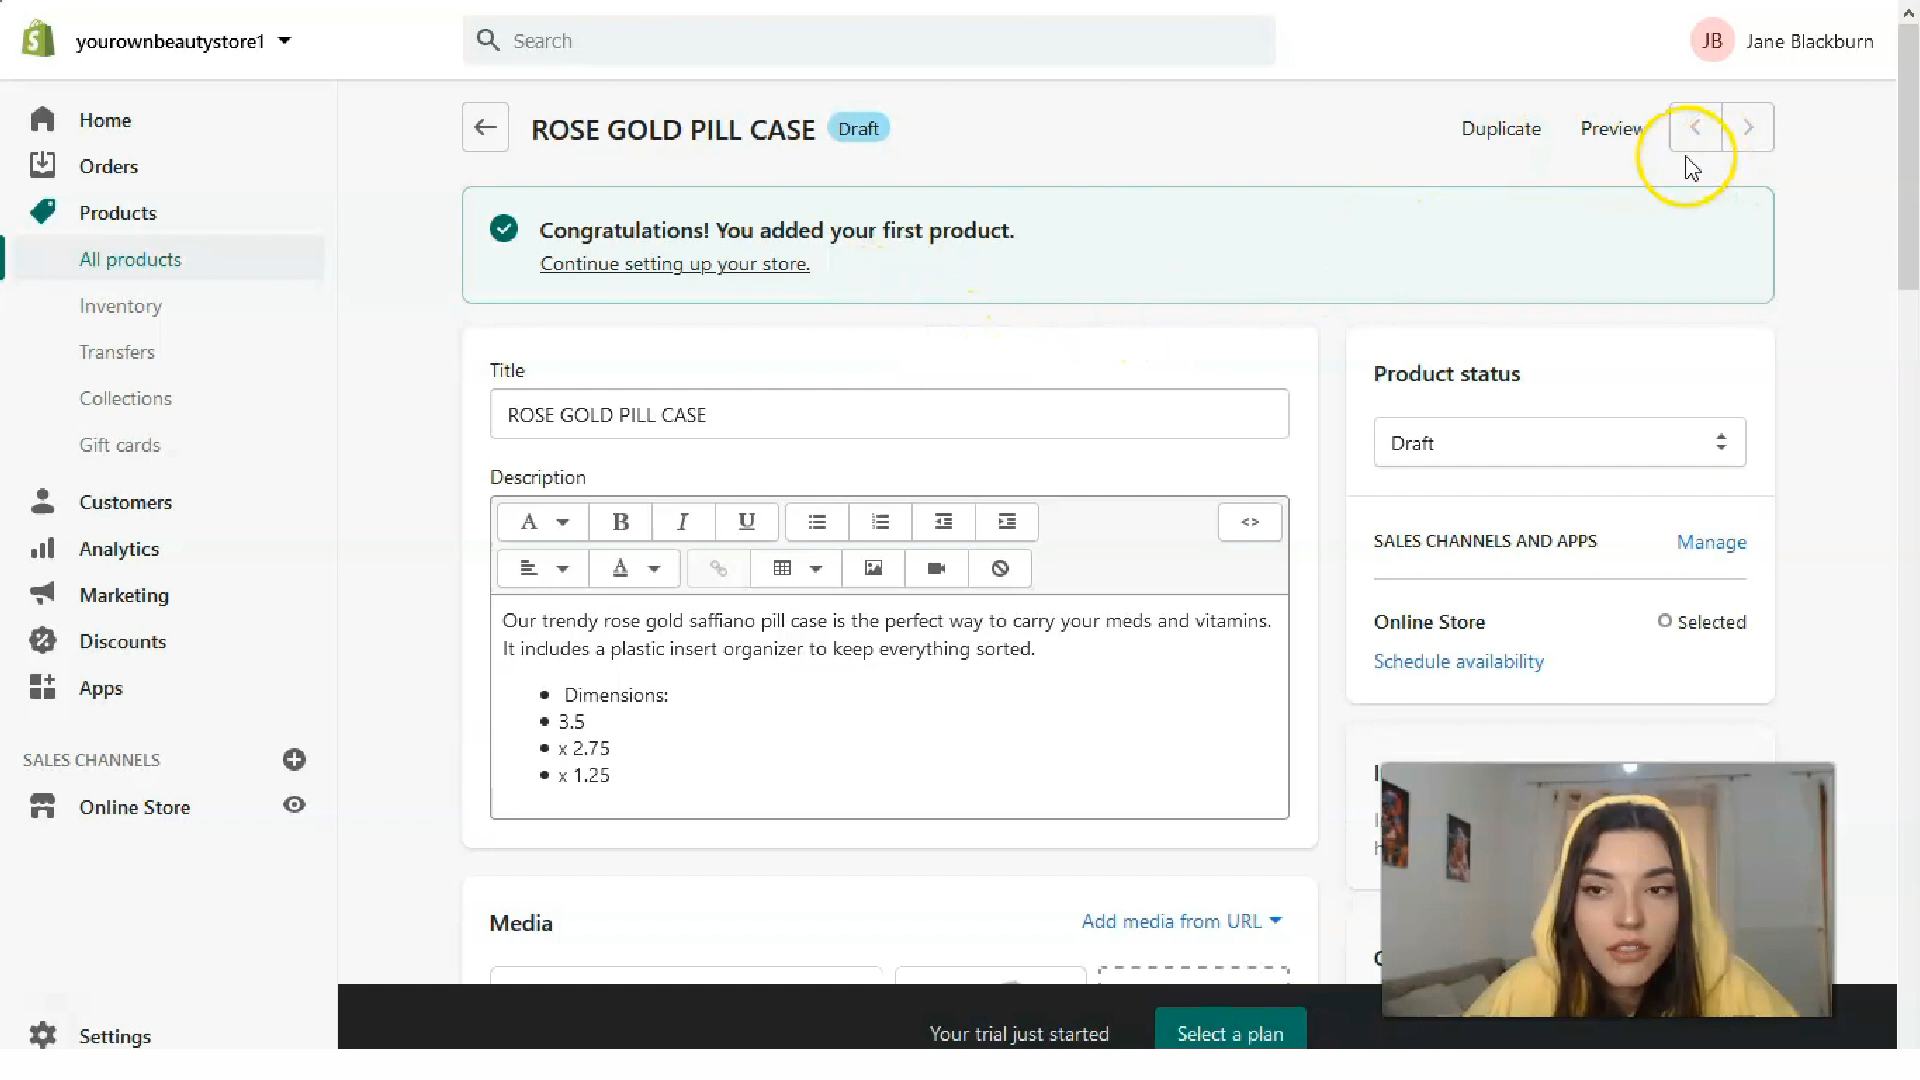 yourownbeautystore1
Search
JB
Jane Blackburn
Home
Orders
Products
All products
Inventory
Transfers
Collections
Gift cards
Customers
Analytics
Marketing
Discounts
Apps
SALES CHANNELS
Online Store
Settings
ROSE GOLD PILL CASE
Draft
Duplicate
Preview
Congratulations! You added your first product.
Continue setting up your store.
Title
ROSE GOLD PILL CASE
Description
A
B
I
U
<>
A
Our trendy rose gold saffiano pill case is the perfect way to carry your meds and vitamins.
It includes a plastic insert organizer to keep everything sorted.
• Dimensions:
• 3.5
• x 2.75
• x 1.25
Media
Add media from URL
Product status
Draft
SALES CHANNELS AND APPS
Manage
Online Store
Selected
Schedule availability
Your trial just started
Select a plan